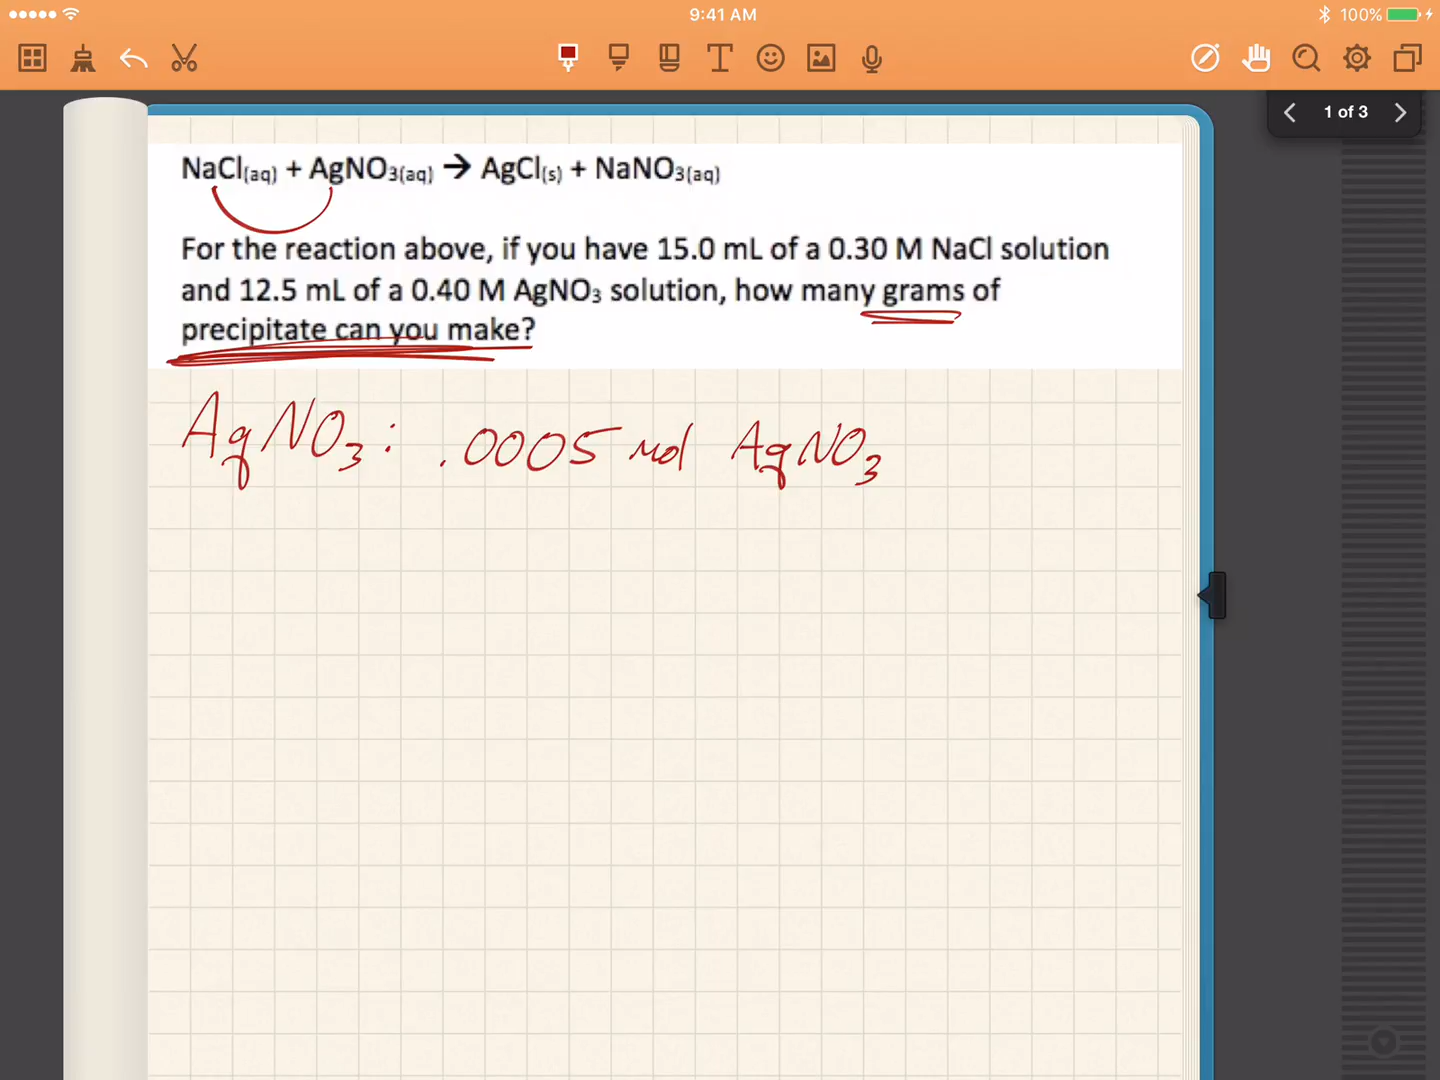 9:41 AM
100%
1 of 3
NaCl(aq) + AgNO3(aq) → AgCl(s) + NaNO3(aq)
For the reaction above, if you have 15.0 mL of a 0.30 M NaCl solution
and 12.5 mL of a 0.40 M AgNO3 solution, how many grams of
precipitate can you make?
AgNO3: .0005 mol AgNO3